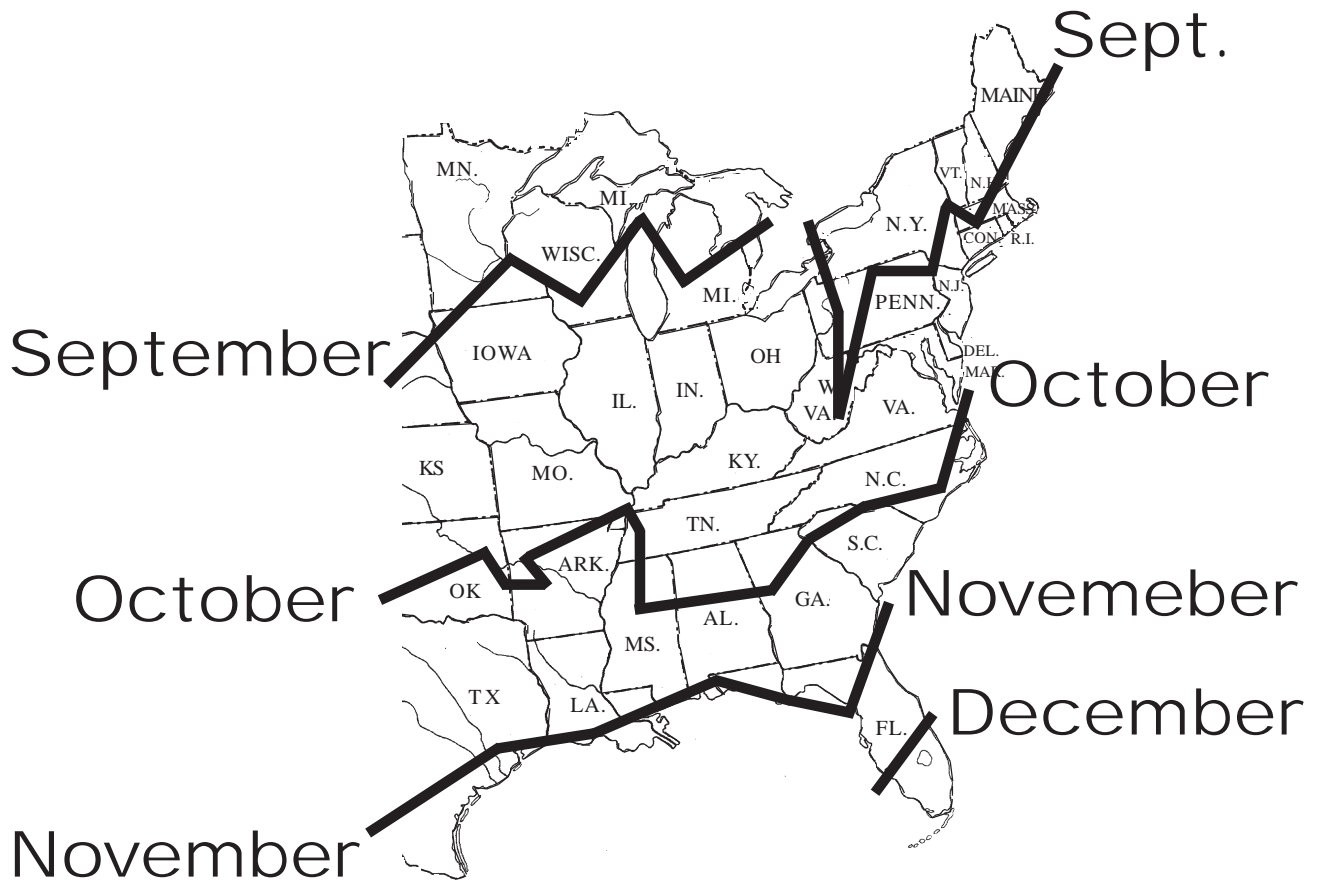 Sept.
MAINE
MN.
VT.
N.H.
MI.
MASS.
N.Y.
WISC.
CON.
R.I.
N.J.
MI.
PENN.
September
IOWA
OH
DEL.
MAR.
October
W.
IL.
IN.
VA.
VA.
KS
MO.
KY.
N.C.
TN.
S.C.
ARK.
October
OK
GA.
Novemeber
AL.
MS.
TX
LA.
December
FL.
November